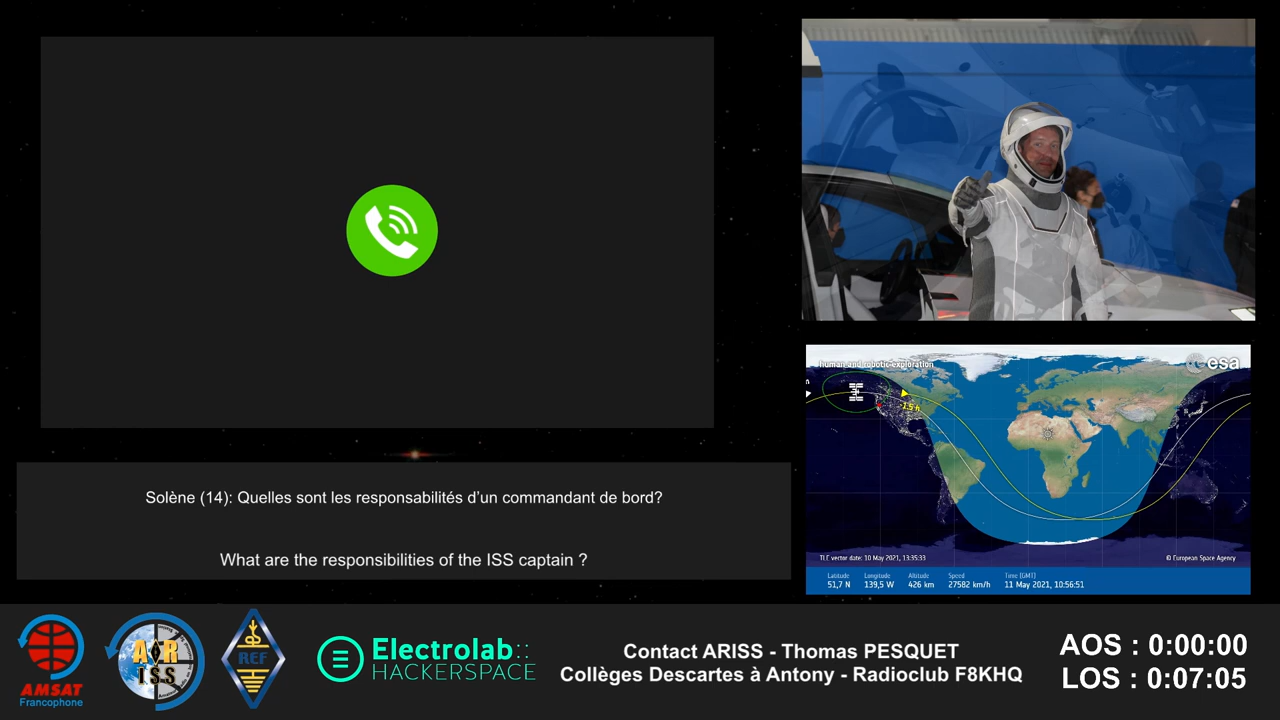 Solène (14): Quelles sont les responsabilités d'un commandant de bord?
What are the responsibilities of the ISS captain ?
human and robotic exploration
esa
-1.5 h
TLE vector date: 10 May 2021, 13:35:33
© European Space Agency
Latitude Longitude Altitude Speed Time (GMT)
51,7 N 139,5 W 426 km 27582 km/h 11 May 2021, 10:56:51
AMSAT
Francophone
ARISS
REF
Electrolab::
HACKERSPACE
Contact ARISS - Thomas PESQUET
Collèges Descartes à Antony - Radioclub F8KHQ
AOS : 0:00:00
LOS : 0:07:05